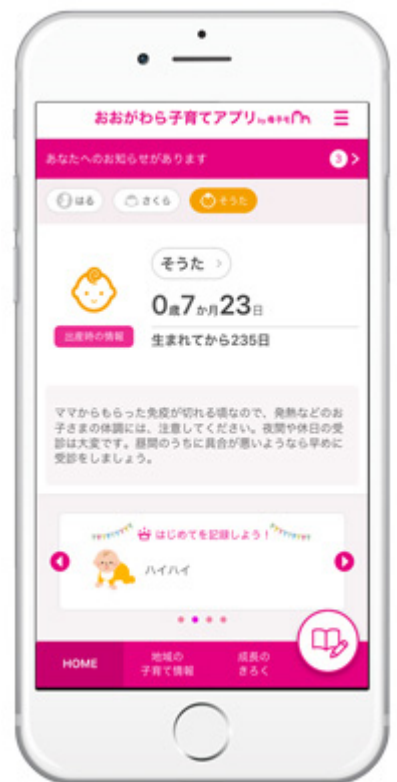 おおがわら子育てアプリby母子モ
あなたへのお知らせがあります 3
はる さくら そうた
そうた
0歳7か月23日
出産時の情報
生まれてから235日
ママからもらった免疫が切れる頃なので、発熱などのお
子さまの体調には、注意してください。夜間や休日の受
診は大変です。昼間のうちに具合が悪いようなら早めに
受診をしましょう。
はじめてを記録しよう!
ハイハイ
HOME
地域の
子育て情報
成長の
きろく